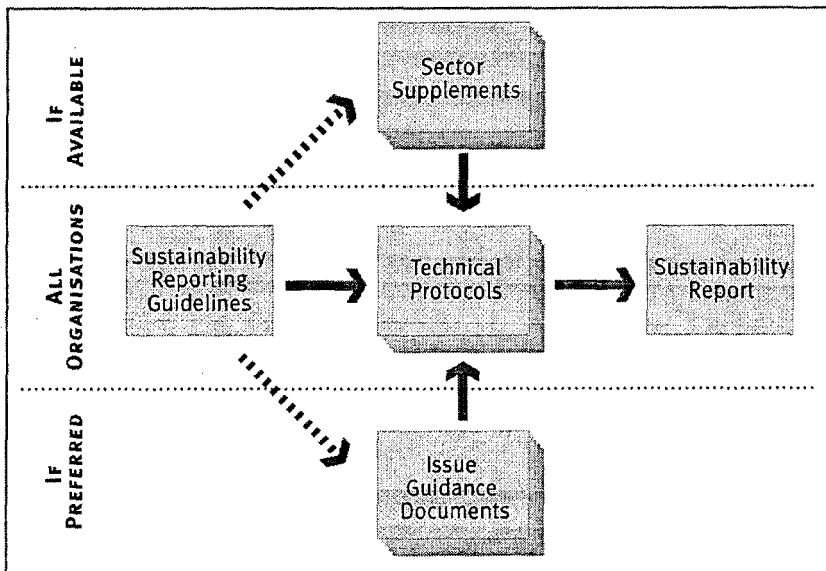 IF
AVAILABLE
Sector
Supplements
ALL
ORGANISATIONS
Sustainability
Reporting
Guidelines
Technical
Protocols
Sustainability
Report
IF
PREFERRED
Issue
Guidance
Documents